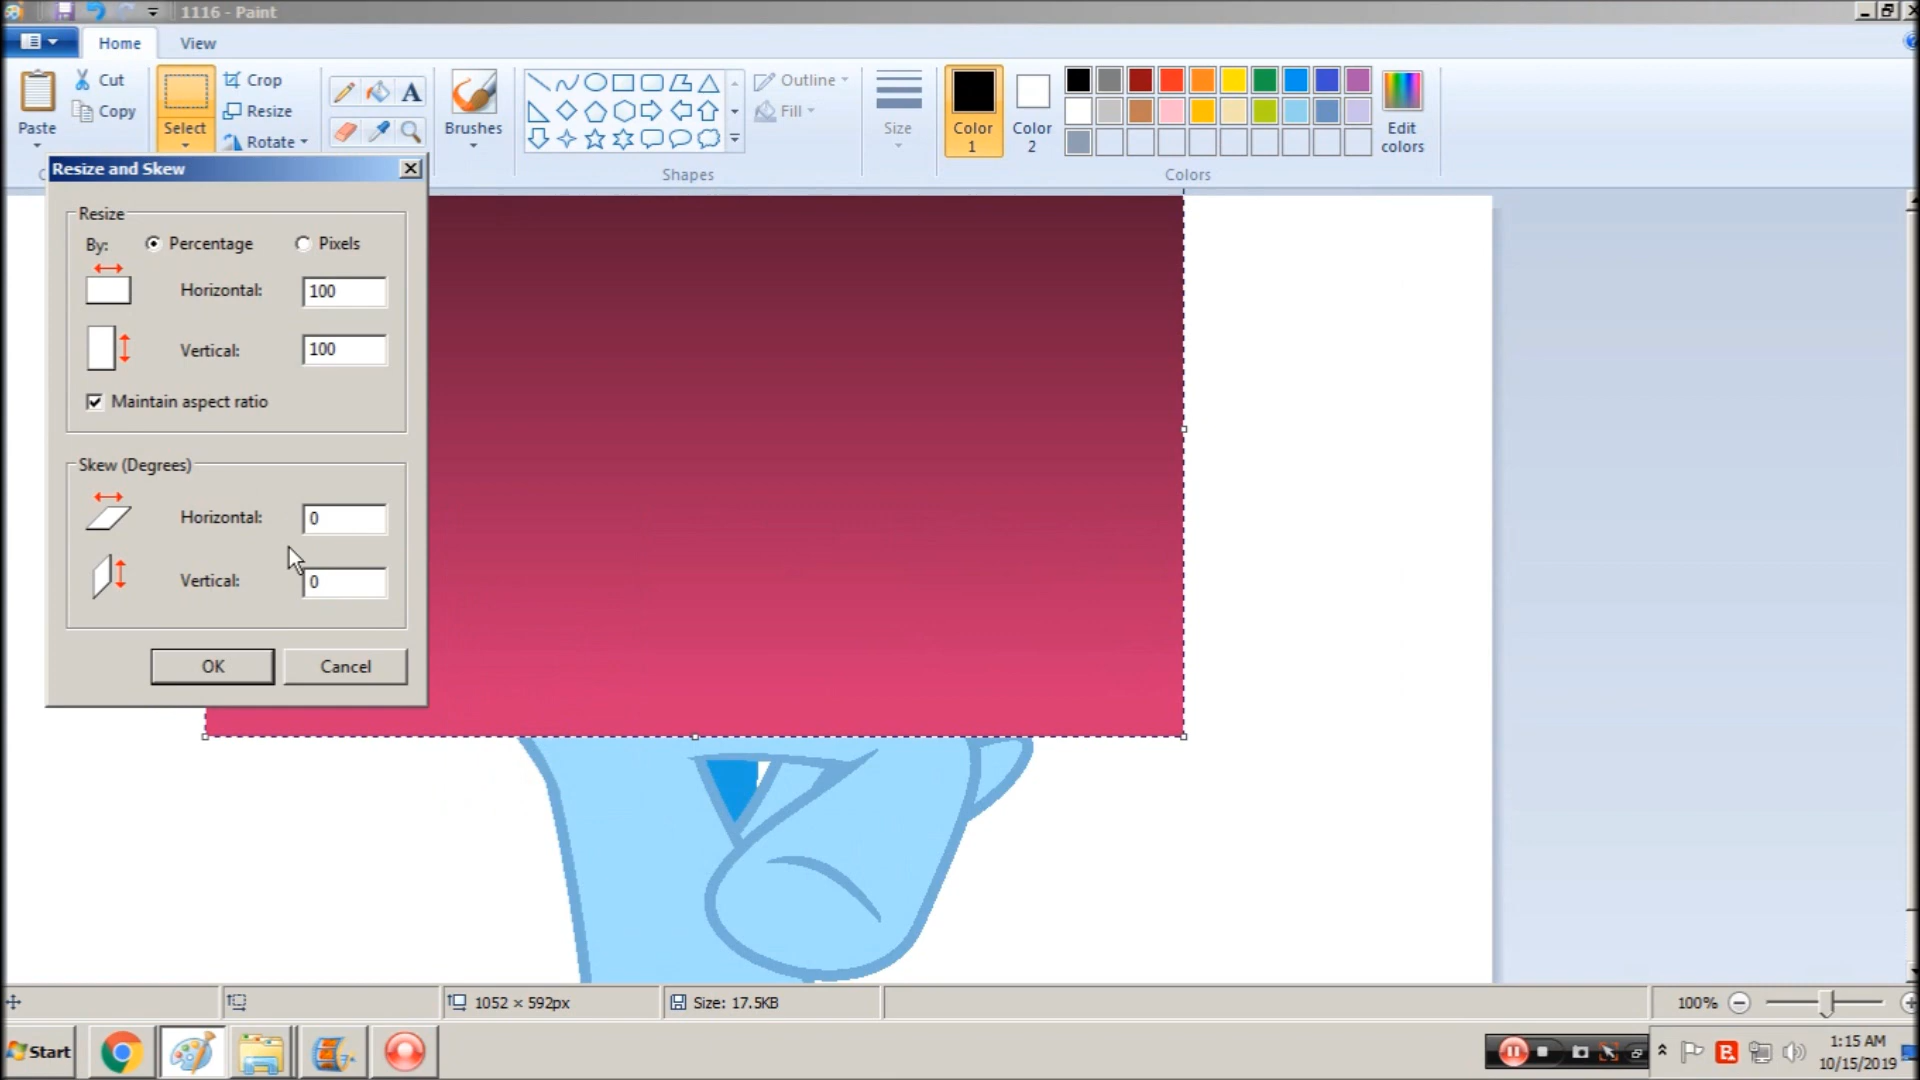 1116 - Paint
Home
View
Paste
Cut
Copy
Select
Crop
Resize
Rotate
A
Brushes
Outline
Fill
Shapes
Size
Color
1
Color
2
Edit
colors
Colors
Resize and Skew
Resize
By:
Percentage
Pixels
Horizontal:
100
Vertical:
100
Maintain aspect ratio
Skew (Degrees)
Horizontal:
0
Vertical:
0
OK
Cancel
1052 × 592px
Size: 17.5KB
100%
Start
1:15 AM
10/15/2019